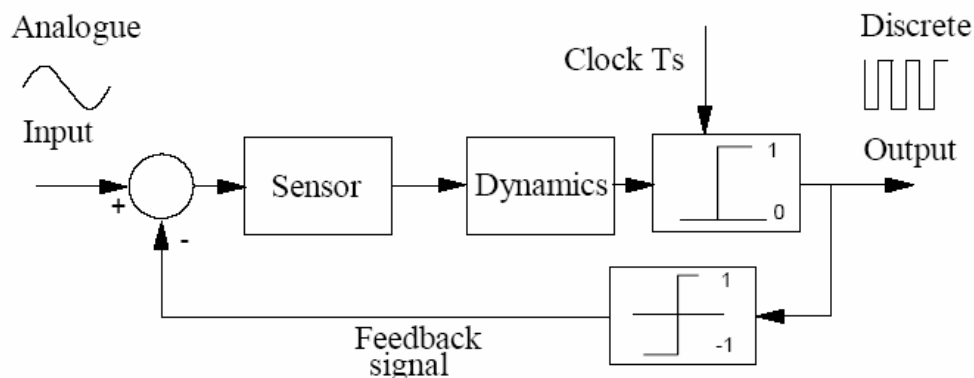 Analogue
Input
+
-
Sensor
Dynamics
Clock Ts
1
0
Discrete
Output
1
-1
Feedback
signal